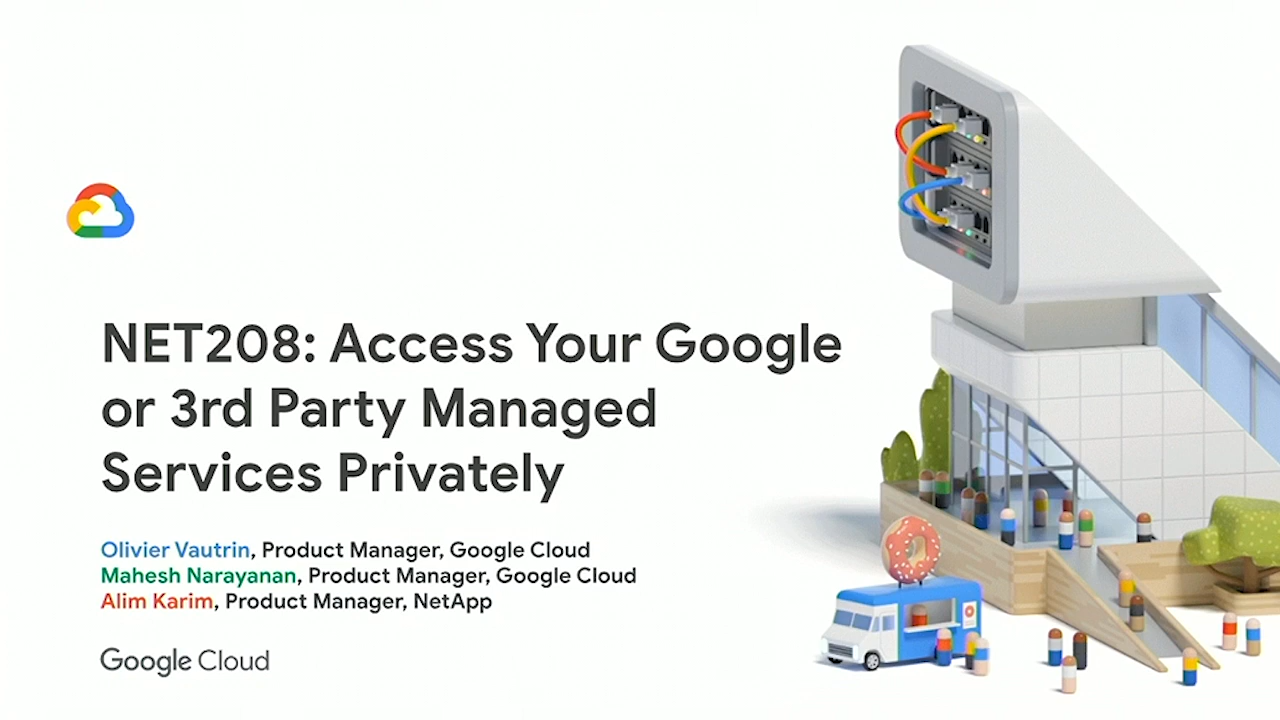 NET208: Access Your Google
or 3rd Party Managed
Services Privately
Olivier Vautrin, Product Manager, Google Cloud
Mahesh Narayanan, Product Manager, Google Cloud
Alim Karim, Product Manager, NetApp
Google Cloud